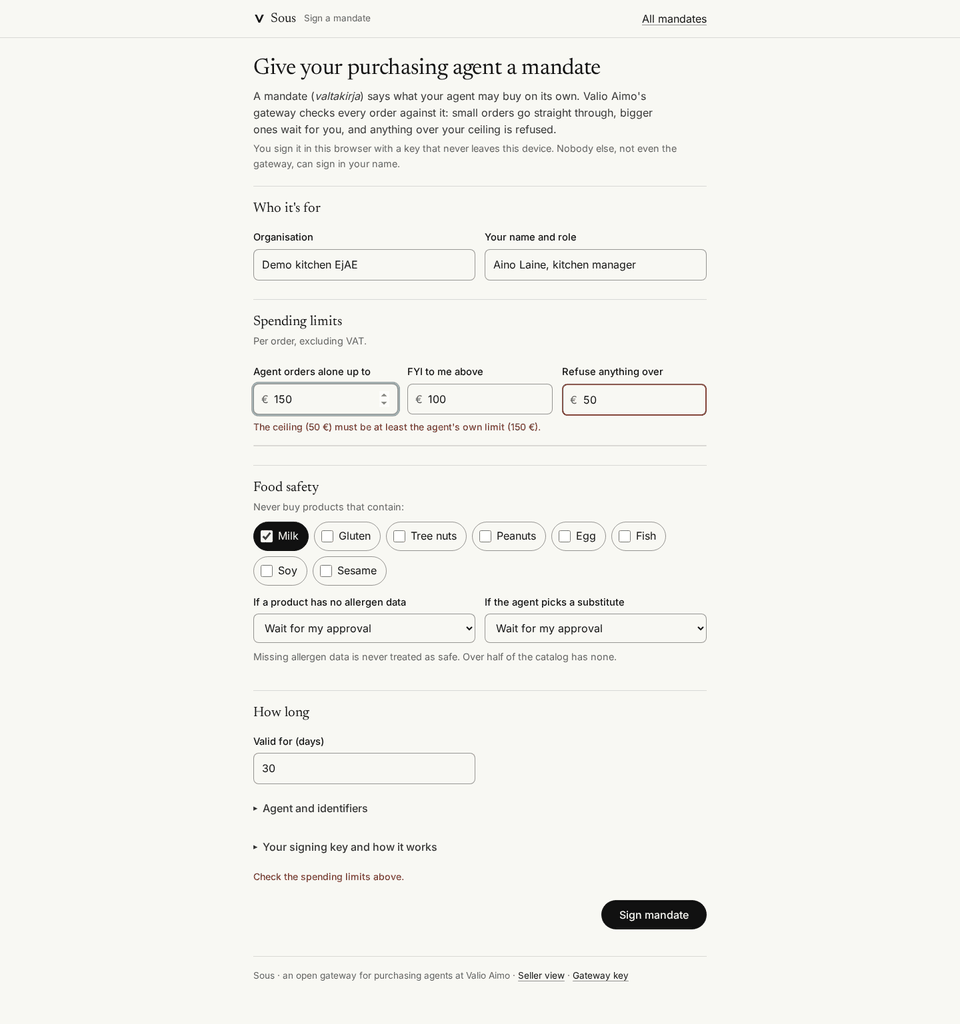 Sous Sign a mandate All mandates
Give your purchasing agent a mandate
A mandate (valtakirja) says what your agent may buy on its own. Valio Aimo's
gateway checks every order against it: small orders go straight through, bigger
ones wait for you, and anything over your ceiling is refused.
You sign it in this browser with a key that never leaves this device. Nobody else, not even the
gateway, can sign in your name.
Who it's for
Organisation Your name and role
Demo kitchen EjAE Aino Laine, kitchen manager
Spending limits
Per order, excluding VAT.
Agent orders alone up to FYI to me above Refuse anything over
€ 150 € 100 € 50
The ceiling (50 €) must be at least the agent's own limit (150 €).
Food safety
Never buy products that contain:
Milk Gluten Tree nuts Peanuts Egg Fish
Soy Sesame
If a product has no allergen data If the agent picks a substitute
Wait for my approval Wait for my approval
Missing allergen data is never treated as safe. Over half of the catalog has none.
How long
Valid for (days)
30
Agent and identifiers
Your signing key and how it works
Check the spending limits above.
Sign mandate
Sous · an open gateway for purchasing agents at Valio Aimo · Seller view · Gateway key